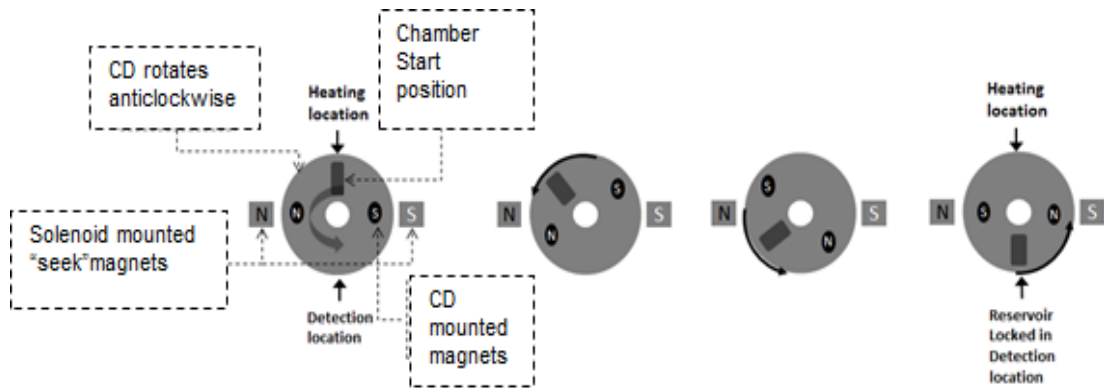 CD rotates
anticlockwise
Chamber
Start
position
Heating
location
Heating
location
N
N
S
S
N
N
S
S
N
S
N
S
N
S
N
S
Solenoid mounted
“seek”magnets
Detection
location
CD
mounted
magnets
Reservoir
Locked in
Detection
location